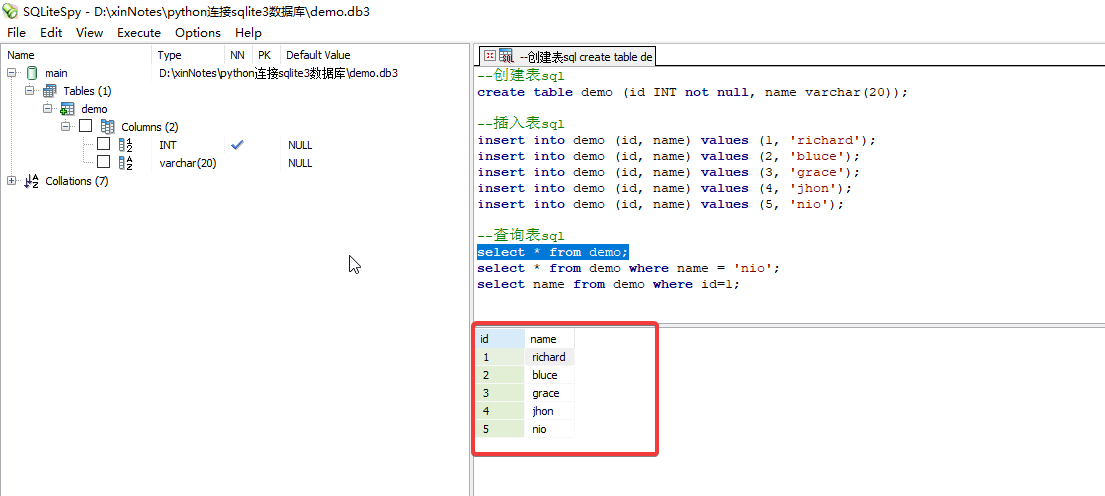 SQLiteSpy - D:\xinNotes\python连接sqlite3数据库\demo.db3
File Edit View Execute Options Help
Name Type NN PK Default Value
main D:\xinNotes\python连接sqlite3数据库\demo.db3
Tables (1)
demo
Columns (2)
INT NULL
varchar(20) NULL
Collations (7)
--创建表sql create table de
--创建表sql
create table demo (id INT not null, name varchar(20));
--插入表sql
insert into demo (id, name) values (1, 'richard');
insert into demo (id, name) values (2, 'bluce');
insert into demo (id, name) values (3, 'grace');
insert into demo (id, name) values (4, 'jhon');
insert into demo (id, name) values (5, 'nio');
--查询表sql
select * from demo;
select * from demo where name = 'nio';
select name from demo where id=1;
id name
1 richard
2 bluce
3 grace
4 jhon
5 nio